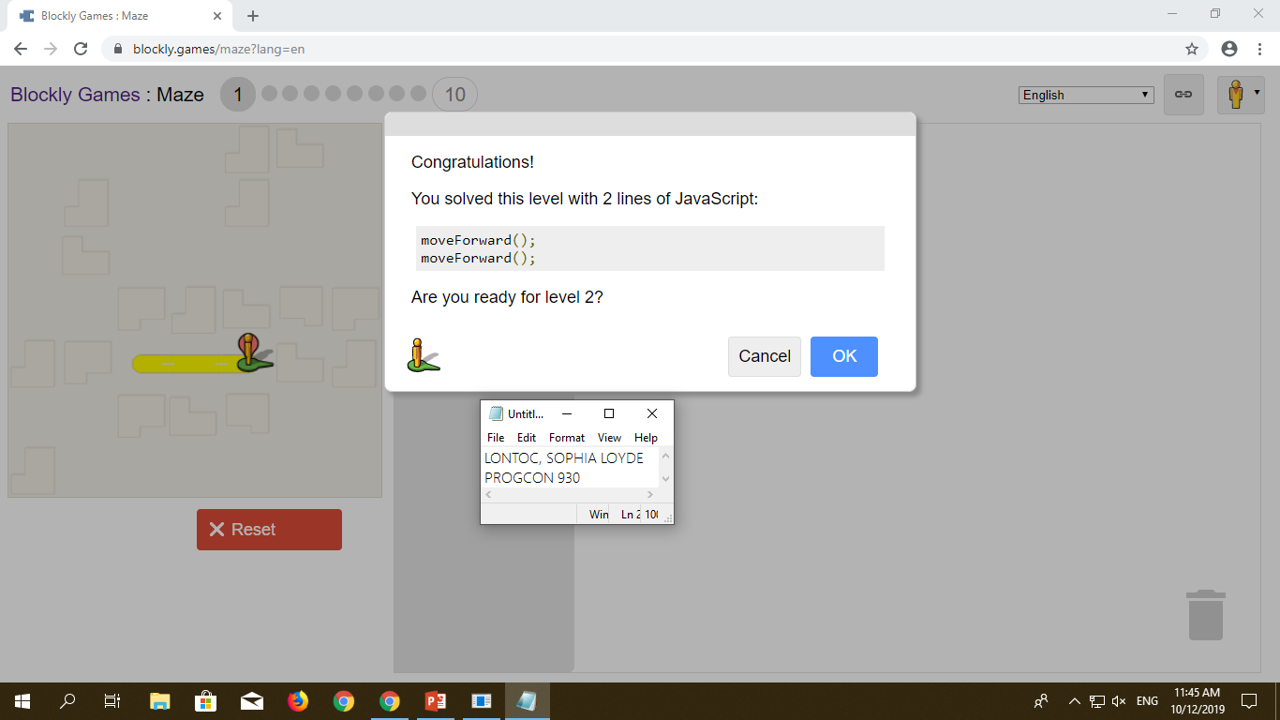 Blockly Games : Maze
blockly.games/maze?lang=en
Blockly Games : Maze 1 10
English
Congratulations!
You solved this level with 2 lines of JavaScript:
moveForward();
moveForward();
Are you ready for level 2?
Cancel OK
Untitl...
File Edit Format View Help
LONTOC, SOPHIA LOYDE
PROGCON 930
Win Ln 2 100
Reset
ENG
11:45 AM
10/12/2019